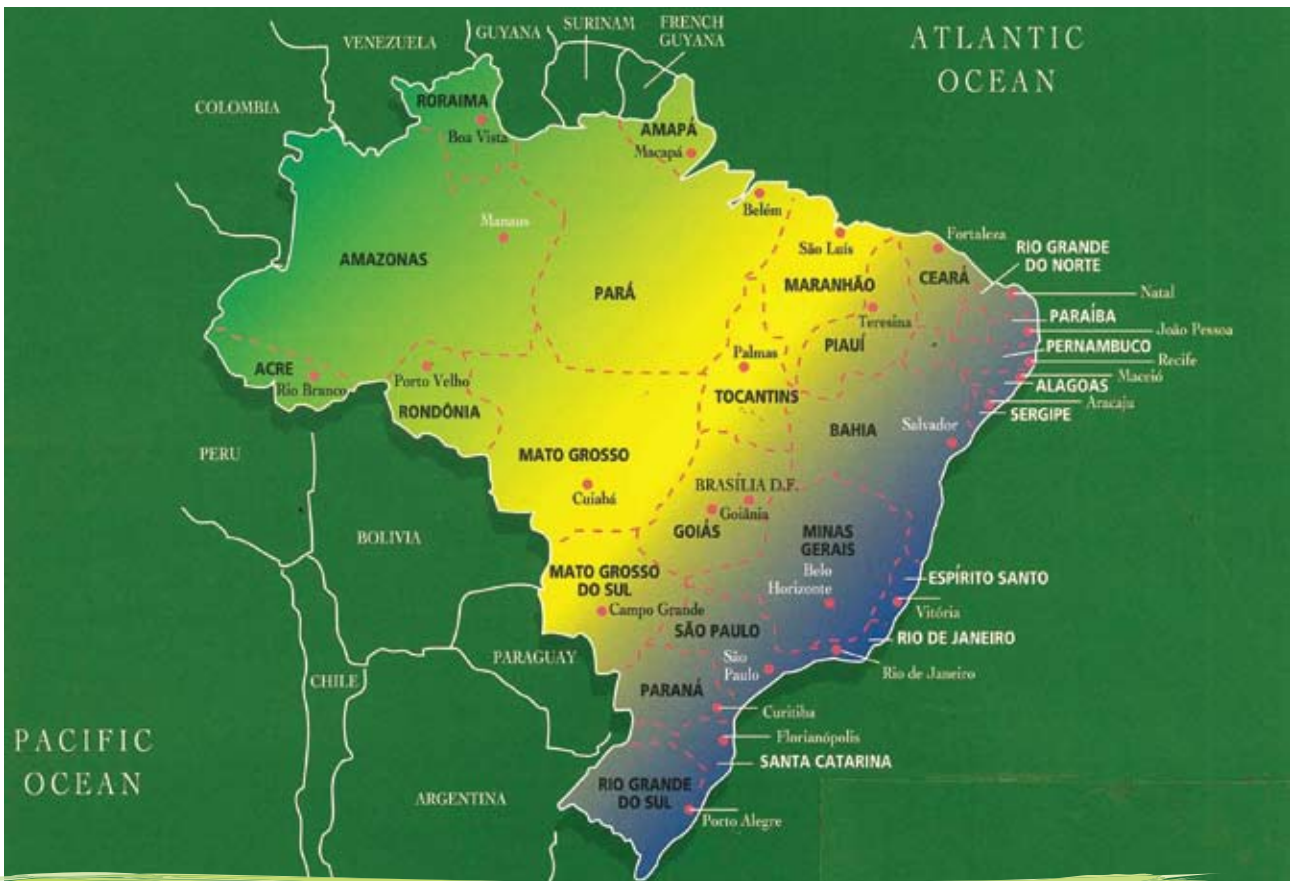 SURINAM
FRENCH
GUYANA
GUYANA
VENEZUELA
ATLANTIC
OCEAN
COLOMBIA
RORAIMA
Boa Vista
AMAPÁ
Macapá
Belém
Manaus
São Luís
Fortaleza
RIO GRANDE
DO NORTE
AMAZONAS
CEARÁ
PARÁ
MARANHÃO
Natal
Teresina
PARAÍBA
João Pessoa
PIAUÍ
PERNAMBUCO
Palmas
Recife
ACRE
Rio Branco
Porto Velho
Maceió
ALAGOAS
TOCANTINS
Aracaju
RONDÔNIA
SERGIPE
BAHIA
Salvador
PERU
MATO GROSSO
Cuiabá
BRASÍLIA D.F.
Goiânia
GOIÁS
MINAS
GERAIS
BOLIVIA
Belo
Horizonte
MATO GROSSO
DO SUL
ESPÍRITO SANTO
Campo Grande
Vitória
SÃO PAULO
RIO DE JANEIRO
PARAGUAY
São
Paulo
Rio de Janeiro
CHILE
PARANÁ
Curitiba
PACIFIC
OCEAN
Florianópolis
SANTA CATARINA
RIO GRANDE
DO SUL
ARGENTINA
Porto Alegre